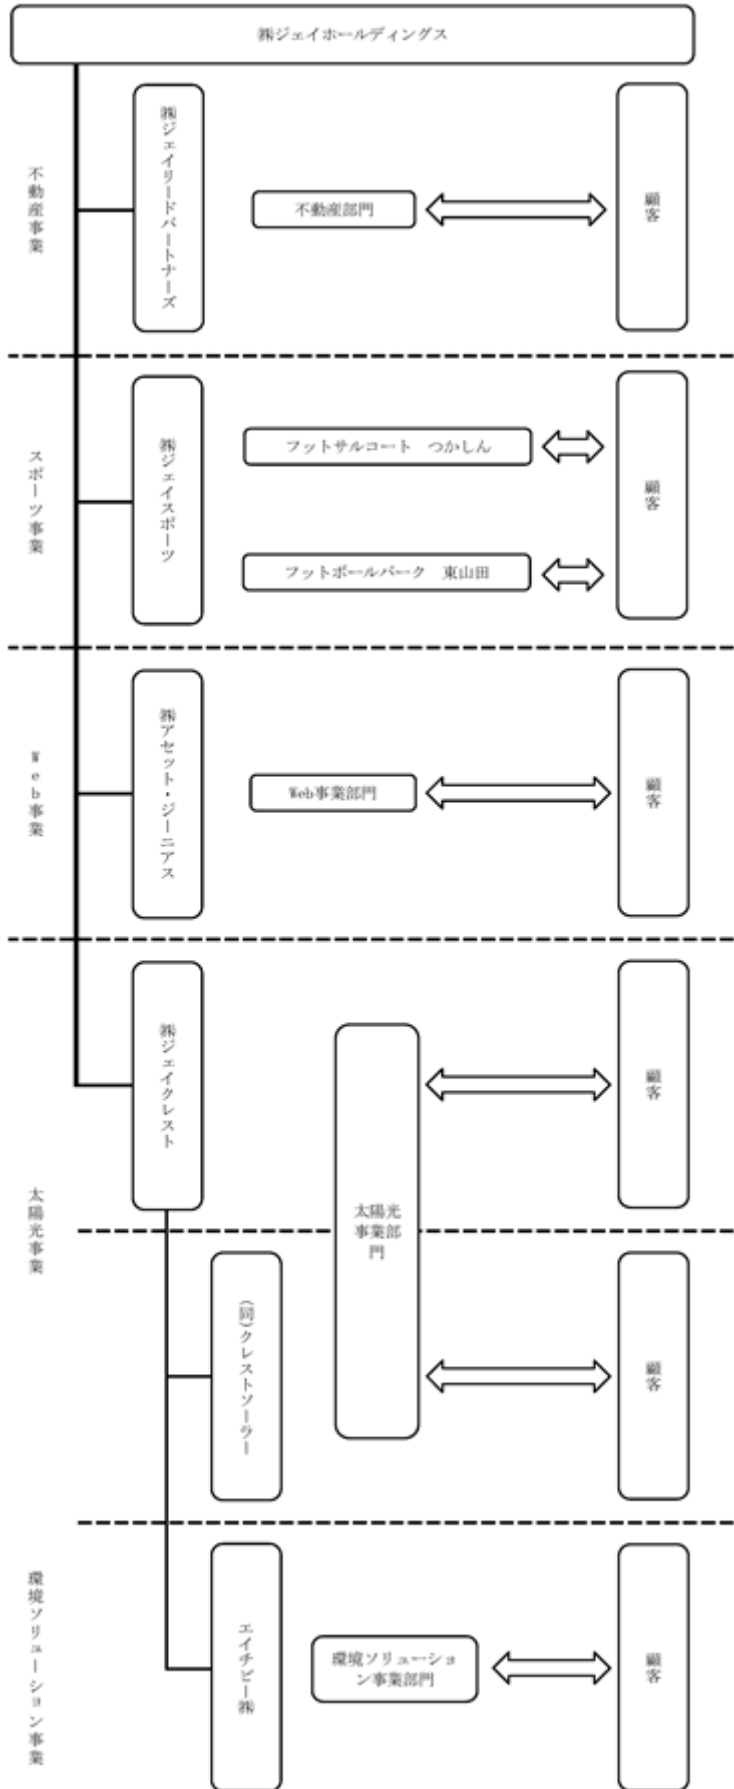 ㈱ジェイホールディングス
不動産事業
㈱ジェイリードパートナーズ
不動産部門
顧客
スポーツ事業
㈱ジェイスポーツ
フットサルコート　つかしん
フットボールパーク　東山田
顧客
Web事業
㈱アセット・ジーニアス
Web事業部門
顧客
太陽光事業
㈱ジェイクレスト
太陽光
事業部
門
顧客
(同)クレストソーラー
顧客
環境ソリューション事業
エイチビー㈱
環境ソリューショ
ン事業部門
顧客